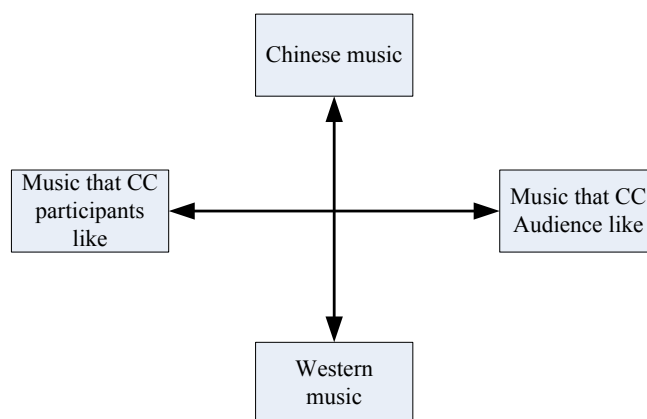 Chinese music
Music that CC
participants
like
Music that CC
Audience like
Western
music